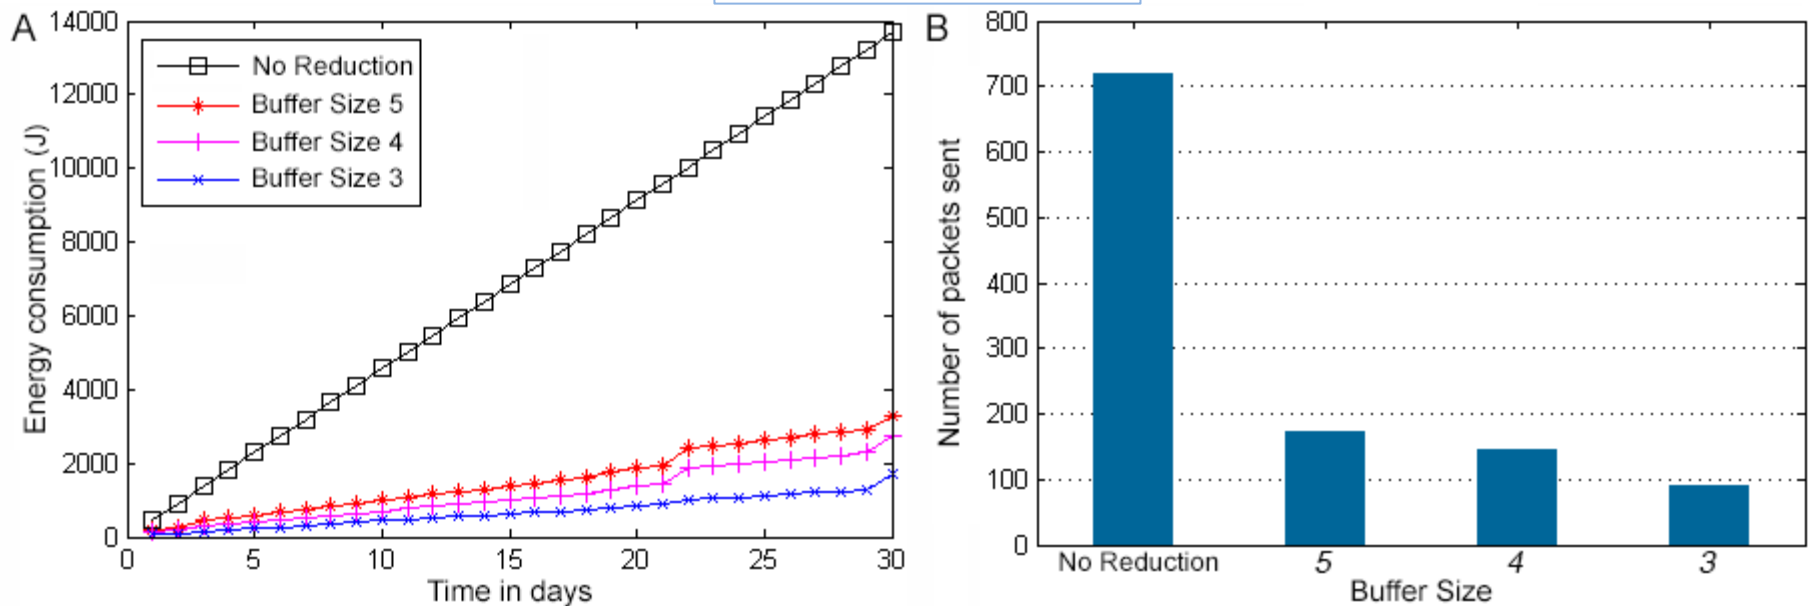 A
14000
12000
10000
8000
6000
4000
2000
0
Energy consumption (J)
No Reduction
Buffer Size 5
Buffer Size 4
Buffer Size 3
0 5 10 15 20 25 30
Time in days
B
800
700
600
500
400
300
200
100
0
Number of packets sent
No Reduction 5 4 3
Buffer Size